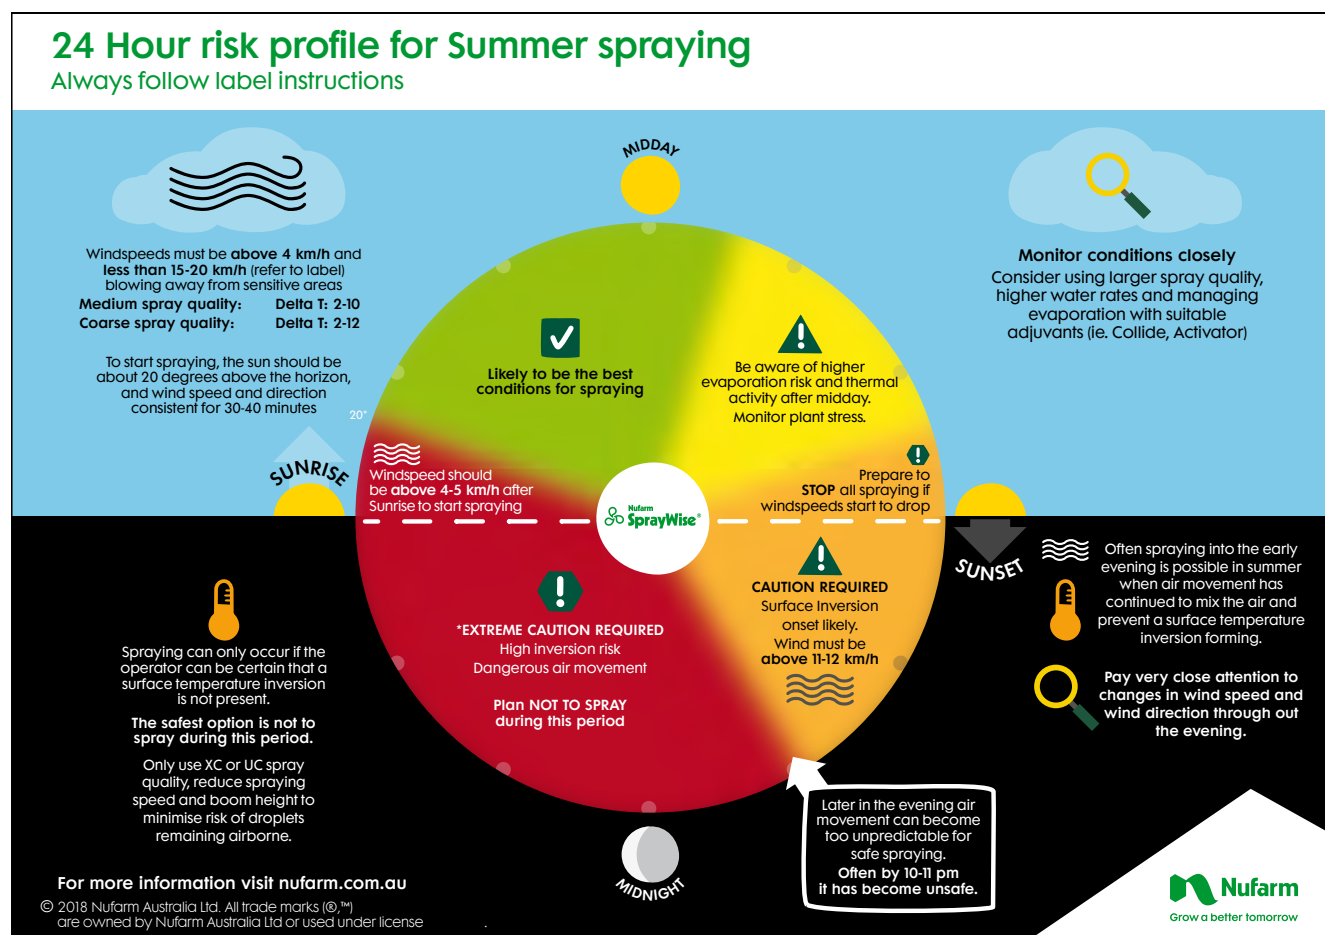 24 Hour risk profile for Summer spraying
Always follow label instructions
MIDDAY
Windspeeds must be above 4 km/h and
less than 15-20 km/h (refer to label)
blowing away from sensitive areas
Medium spray quality: Delta T: 2-10
Coarse spray quality: Delta T: 2-12
To start spraying, the sun should be
about 20 degrees above the horizon,
and wind speed and direction
consistent for 30-40 minutes
20°
SUNRISE
Monitor conditions closely
Consider using larger spray quality,
higher water rates and managing
evaporation with suitable
adjuvants (ie. Collide, Activator)
Likely to be the best
conditions for spraying
Be aware of higher
evaporation risk and thermal
activity after midday.
Monitor plant stress.
Windspeed should
be above 4-5 km/h after
Sunrise to start spraying
Prepare to
STOP all spraying if
windspeeds start to drop
Nufarm
SprayWise®
SUNSET
CAUTION REQUIRED
Surface Inversion
onset likely.
Wind must be
above 11-12 km/h
*EXTREME CAUTION REQUIRED
High inversion risk
Dangerous air movement
Plan NOT TO SPRAY
during this period
Spraying can only occur if the
operator can be certain that a
surface temperature inversion
is not present.
The safest option is not to
spray during this period.
Only use XC or UC spray
quality, reduce spraying
speed and boom height to
minimise risk of droplets
remaining airborne.
Often spraying into the early
evening is possible in summer
when air movement has
continued to mix the air and
prevent a surface temperature
inversion forming.
Pay very close attention to
changes in wind speed and
wind direction through out
the evening.
Later in the evening air
movement can become
too unpredictable for
safe spraying.
Often by 10-11 pm
it has become unsafe.
MIDNIGHT
For more information visit nufarm.com.au
© 2018 Nufarm Australia Ltd. All trade marks (®,™)
are owned by Nufarm Australia Ltd or used under license .
Nufarm
Grow a better tomorrow